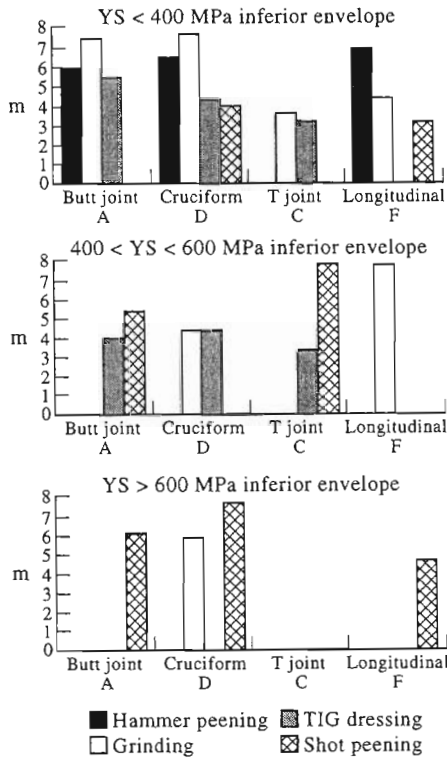 YS < 400 MPa inferior envelope
8
7
6
5
4
3
2
1
0
m
Butt joint Cruciform T joint Longitudinal
A D C F
400 < YS < 600 MPa inferior envelope
8
7
6
5
4
3
2
1
0
m
Butt joint Cruciform T joint Longitudinal
A D C F
YS > 600 MPa inferior envelope
8
7
6
5
4
3
2
1
0
m
Butt joint Cruciform T joint Longitudinal
A D C F
Hammer peening TIG dressing
Grinding Shot peening